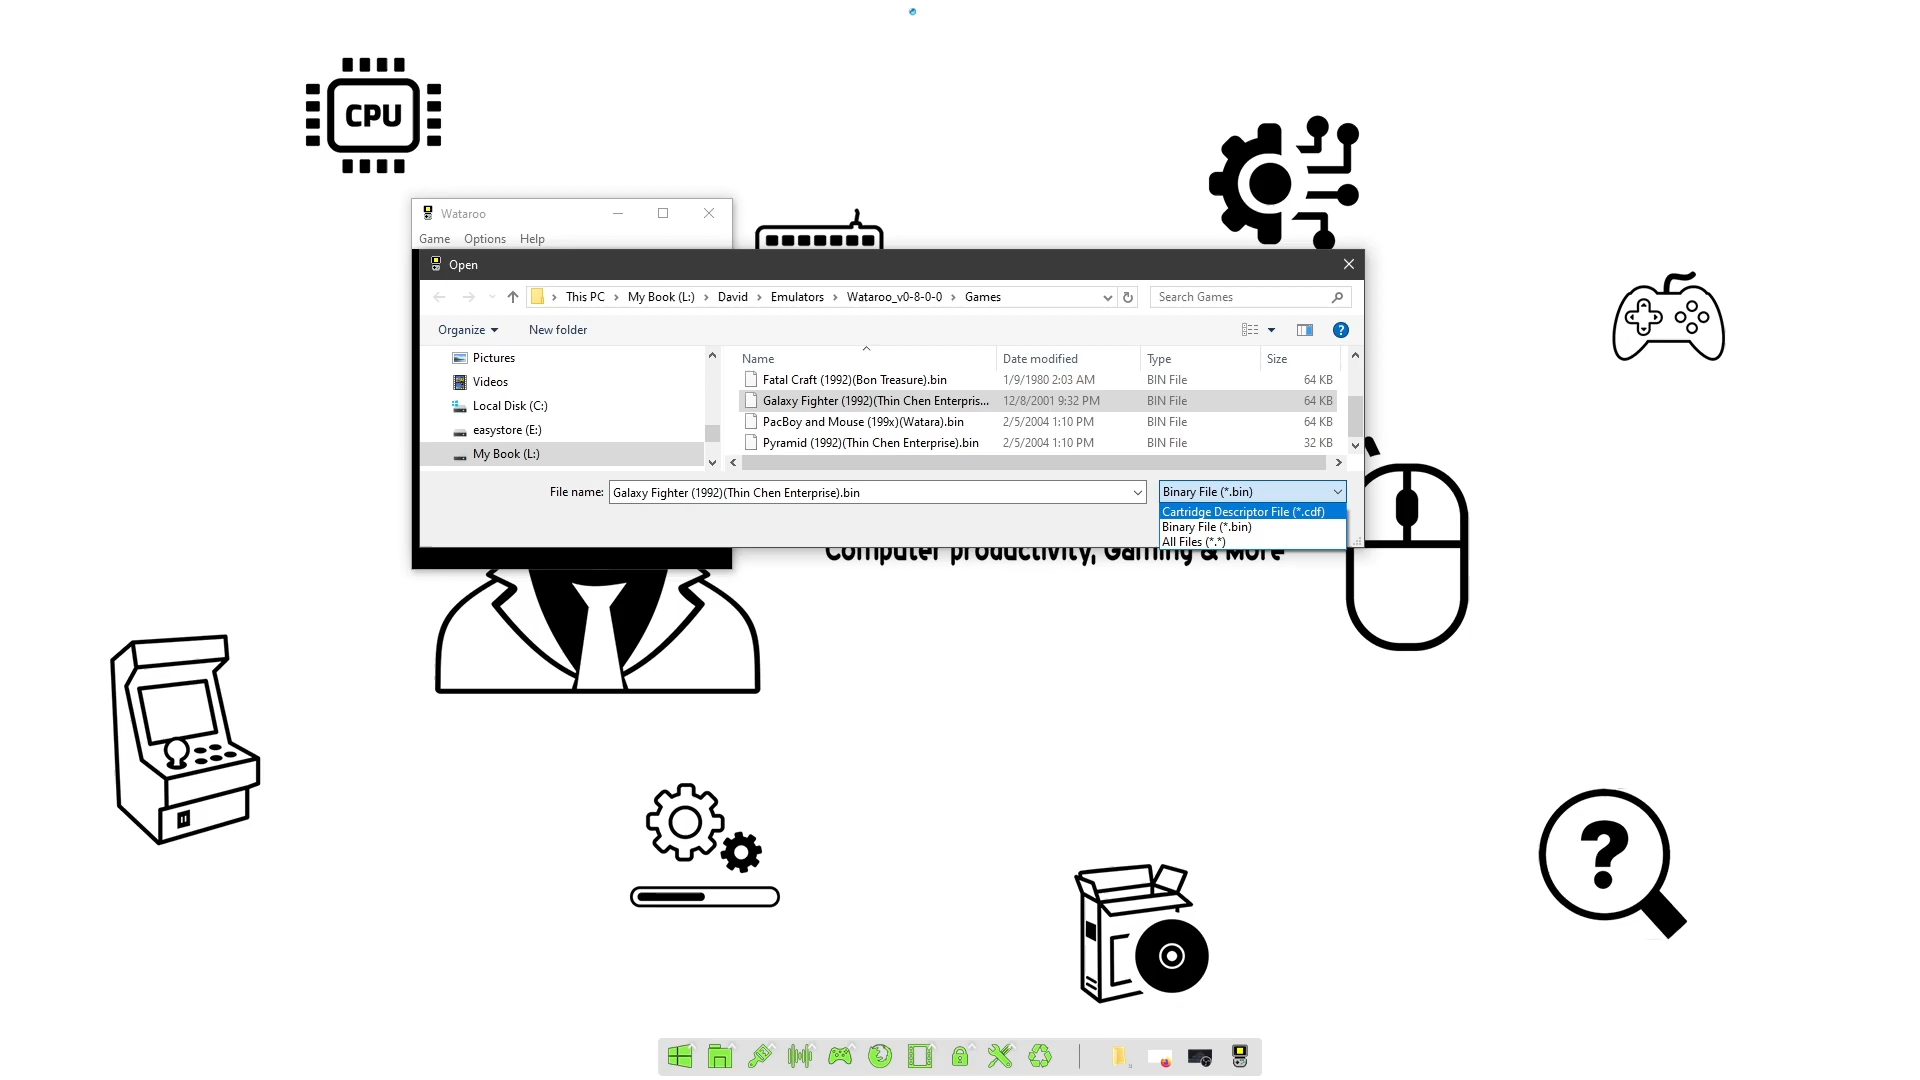 CPU
Wataroo
Game Options Help
Open
This PC My Book (L:) David Emulators Wataroo_v0-8-0-0 Games
Search Games
Organize New folder
?
Pictures
Videos
Local Disk (C:)
easystore (E:)
My Book (L:)
Name Date modified Type Size
Fatal Craft (1992)(Bon Treasure).bin 1/9/1980 2:03 AM BIN File 64 KB
Galaxy Fighter (1992)(Thin Chen Enterpris... 12/8/2001 9:32 PM BIN File 64 KB
PacBoy and Mouse (199x)(Watara).bin 2/5/2004 1:10 PM BIN File 64 KB
Pyramid (1992)(Thin Chen Enterprise).bin 2/5/2004 1:10 PM BIN File 32 KB
File name: Galaxy Fighter (1992)(Thin Chen Enterprise).bin Binary File (*.bin)
Cartridge Descriptor File (*.cdf)
Binary File (*.bin)
All Files (*.*)
Computer productivity, Gaming & More
?